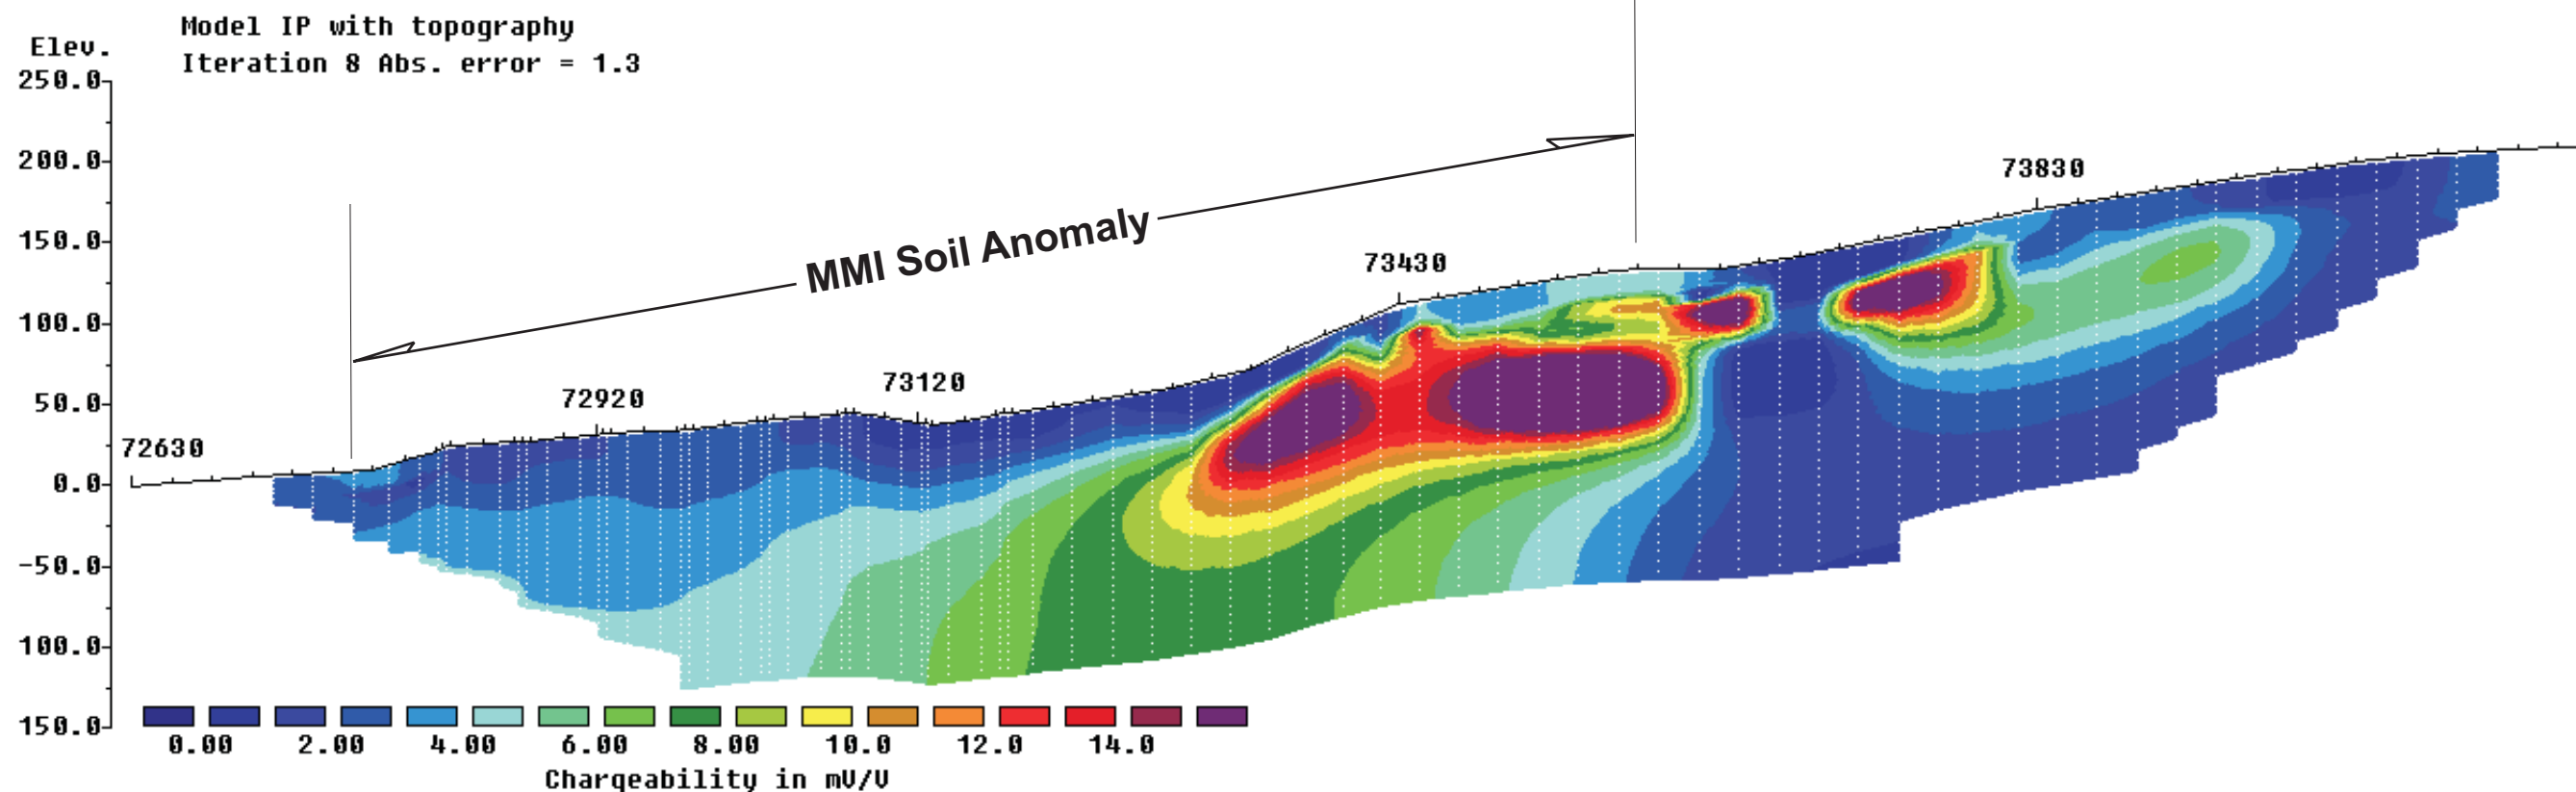 Model IP with topography
Elev.
Iteration 8 Abs. error = 1.3
250.0
200.0
150.0
100.0
50.0
0.0
-50.0
100.0
150.0
MMI Soil Anomaly
72630
72920
73120
73430
73830
0.00 2.00 4.00 6.00 8.00 10.0 12.0 14.0
Chargeability in mV/V